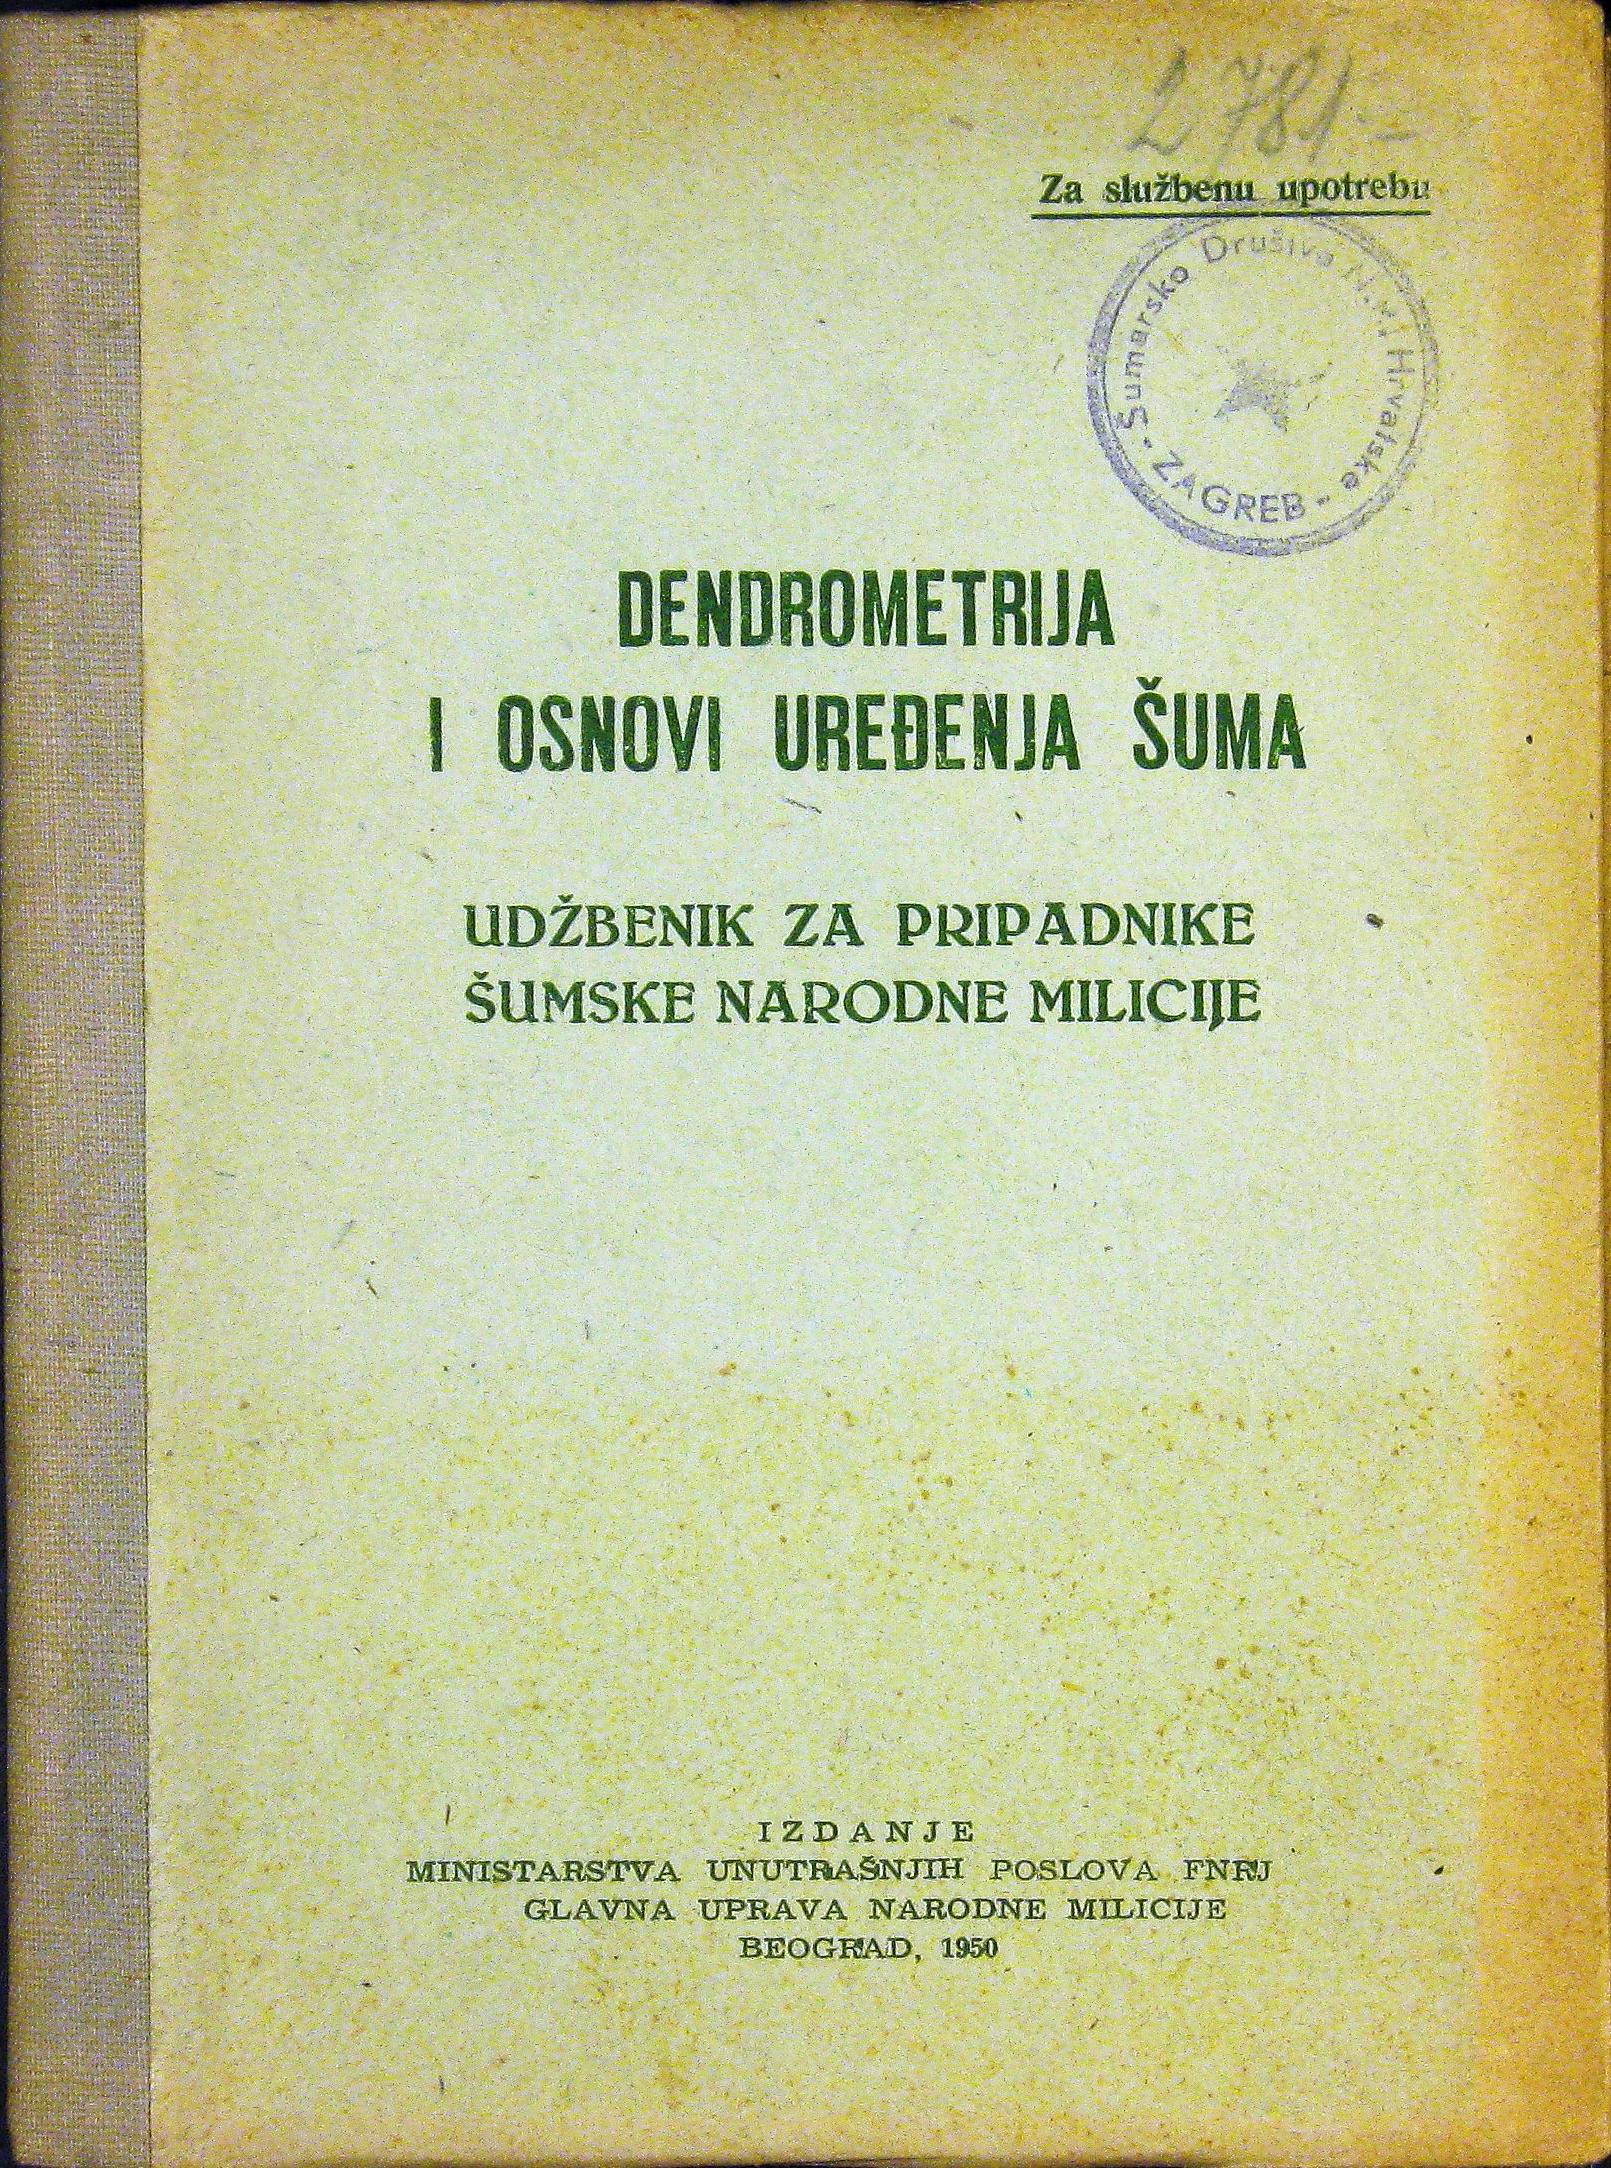 2781-
Za službenu upotrebu
Šumarsko Društvo N. Hrvatske
- ZAGREB -
DENDROMETRIJA
I OSNOVI UREĐENJA ŠUMA
UDŽBENIK ZA PRIPADNIKE
ŠUMSKE NARODNE MILICIJE
IZDANJE
MINISTARSTVA UNUTRAŠNJIH POSLOVA FNRJ
GLAVNA UPRAVA NARODNE MILICIJE
BEOGRAD, 1950